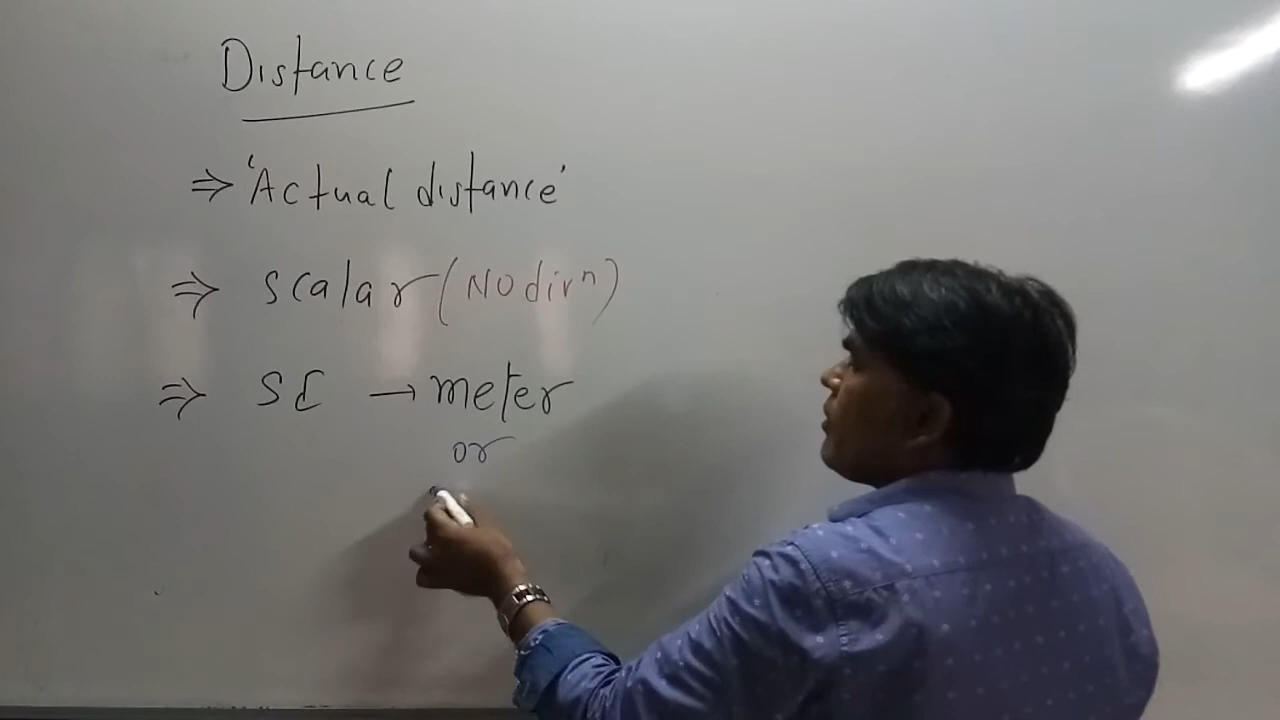 Distance
⇒ 'Actual distance'
⇒ scalar (No dirⁿ)
⇒ SI → meter
or